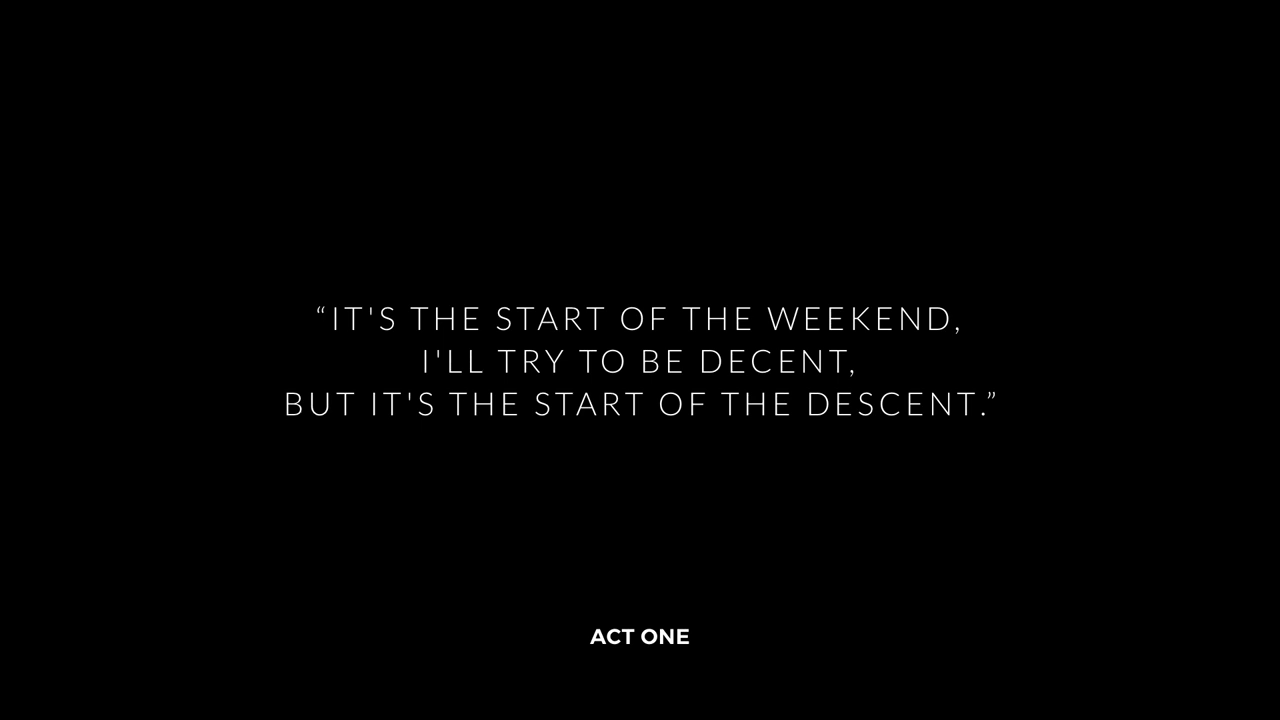 “IT'S THE START OF THE WEEKEND,
I'LL TRY TO BE DECENT,
BUT IT'S THE START OF THE DESCENT.”
ACT ONE